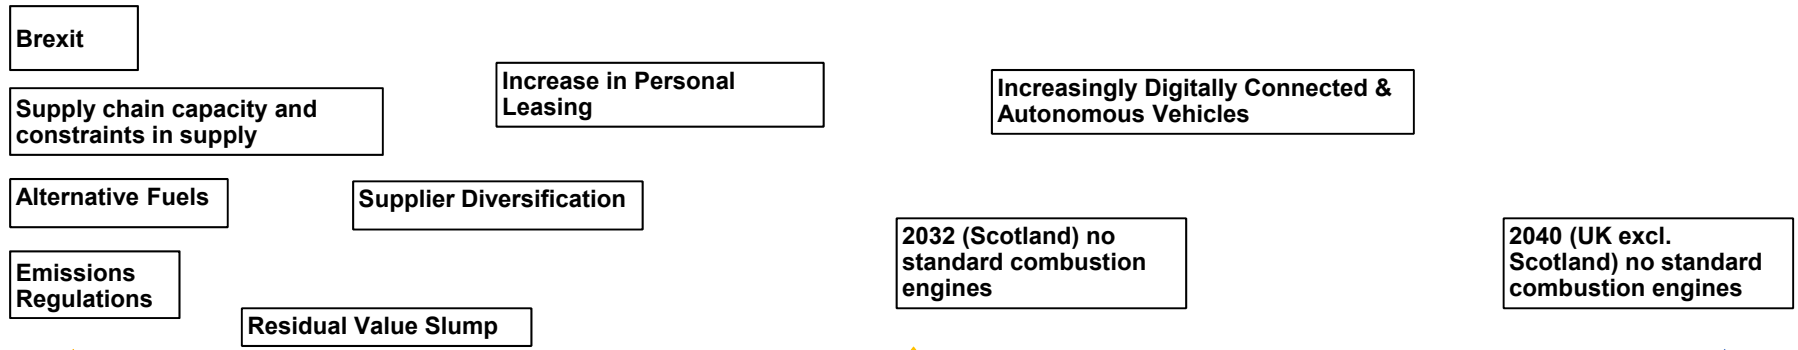 Brexit
Supply chain capacity and
constraints in supply
Increase in Personal
Leasing
Increasingly Digitally Connected &
Autonomous Vehicles
Alternative Fuels
Supplier Diversification
2032 (Scotland) no
standard combustion
engines
2040 (UK excl.
Scotland) no standard
combustion engines
Emissions
Regulations
Residual Value Slump